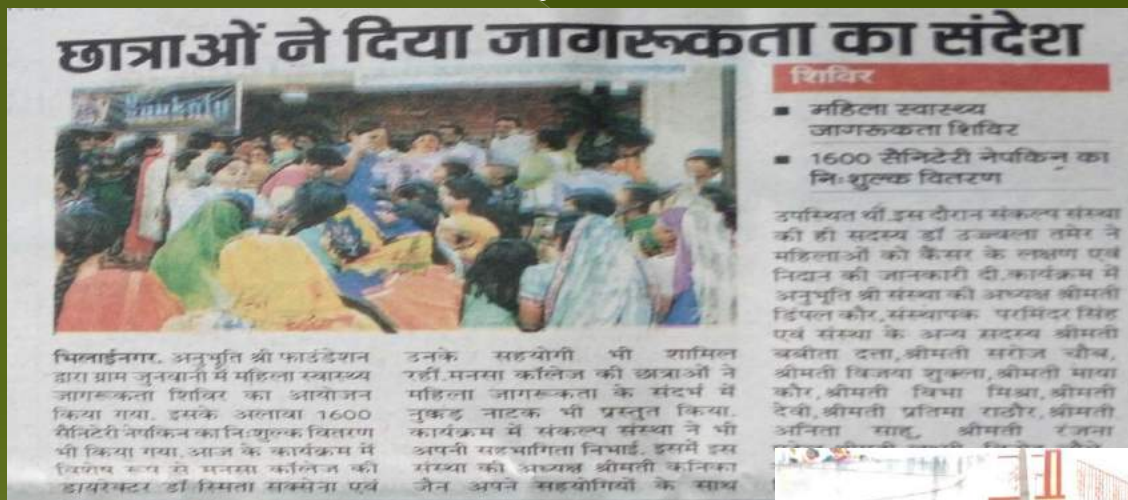 छात्राओं ने दिया जागरूकता का संदेश
शिविर
■ महिला स्वास्थ्य
जागरूकता शिविर
■ 1600 सैनिटेरी नेपकिन का
निःशुल्क वितरण
भिलाईनगर. अनुभूति श्री फाउंडेशन
द्वारा ग्राम जुनवानी में महिला स्वास्थ्य
जागरूकता शिविर का आयोजन
किया गया. इसके अलावा 1600
सैनिटेरी नेपकिन का निःशुल्क वितरण
भी किया गया. आज के कार्यक्रम में
विशेष रूप से मनसा कॉलेज की
डायरेक्टर डॉ स्मिता सक्सेना एवं
उनके सहयोगी भी शामिल
रहीं. मनसा कॉलेज की छात्राओं ने
महिला जागरूकता के संदर्भ में
नुक्कड़ नाटक भी प्रस्तुत किया.
कार्यक्रम में संकल्प संस्था ने भी
अपनी सहभागिता निभाई. इसमें इस
संस्था की अध्यक्ष श्रीमती कनिका
जैन अपने सहयोगियों के साथ
उपस्थित थीं. इस दौरान संकल्प संस्था
की ही सदस्य डॉ उज्ज्वला तमेर ने
महिलाओं को कैंसर के लक्षण एवं
निदान की जानकारी दी. कार्यक्रम में
अनुभूति श्री संस्था की अध्यक्ष श्रीमती
डिंपल कौर, संस्थापक परमिंदर सिंह
एवं संस्था के अन्य सदस्य श्रीमती
बबीता दत्ता, श्रीमती सरोज चौब,
श्रीमती विजया शुक्ला, श्रीमती माया
कौर, श्रीमती विभा मिश्रा, श्रीमती
देवी, श्रीमती प्रतिमा राठौर, श्रीमती
अनिता साहू, श्रीमती रंजना